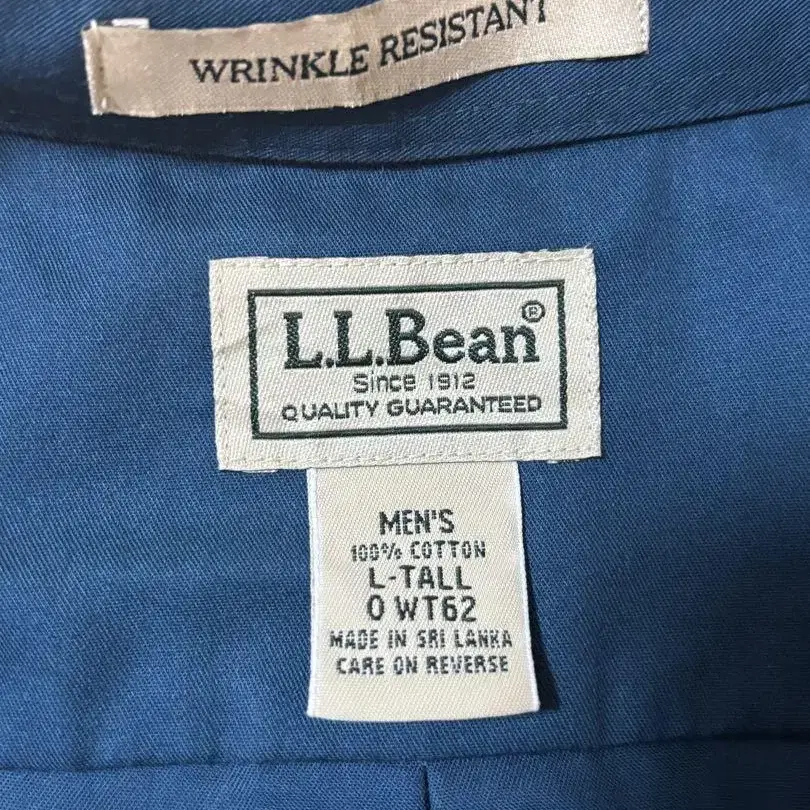 WRINKLE RESISTANT
L.L.Bean®
Since 1912
QUALITY GUARANTEED
MEN'S
100% COTTON
L-TALL
0 WT62
MADE IN SRI LANKA
CARE ON REVERSE